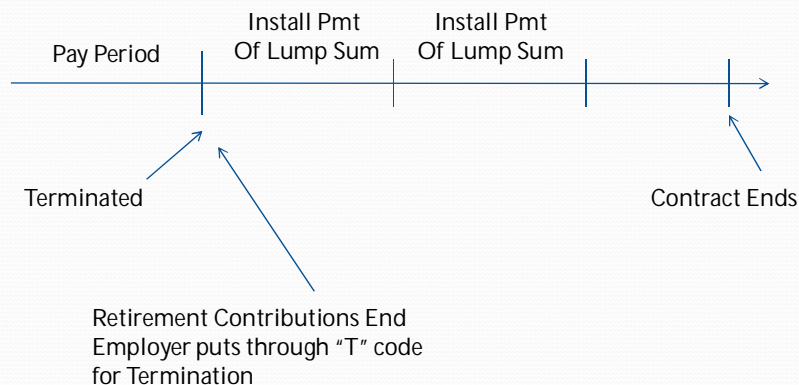 Install Pmt
Of Lump Sum
Install Pmt
Of Lump Sum
Pay Period
Terminated
Contract Ends
Retirement Contributions End
Employer puts through “T” code
for Termination